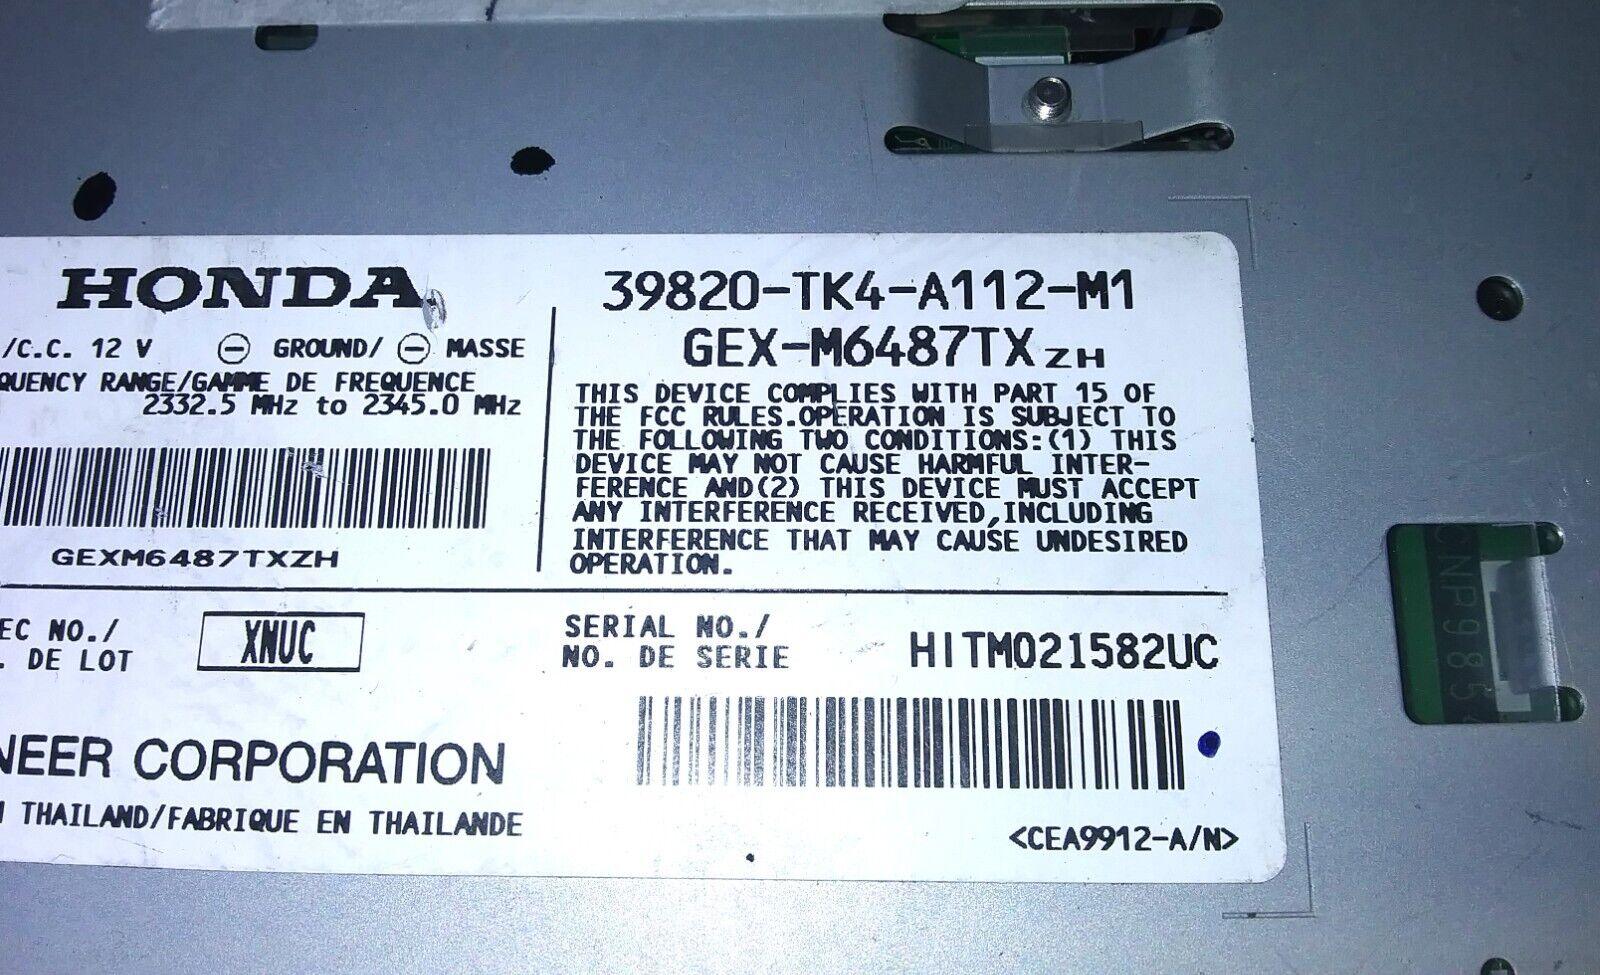 HONDA
/C.C. 12 V ⊖ GROUND/ ⊖ MASSE
QUENCY RANGE/GAMME DE FREQUENCE
2332.5 MHz to 2345.0 MHz
GEXM6487TXZH
39820-TK4-A112-M1
GEX-M6487TX ZH
THIS DEVICE COMPLIES WITH PART 15 OF
THE FCC RULES.OPERATION IS SUBJECT TO
THE FOLLOWING TWO CONDITIONS:(1) THIS
DEVICE MAY NOT CAUSE HARMFUL INTER-
FERENCE AND(2) THIS DEVICE MUST ACCEPT
ANY INTERFERENCE RECEIVED,INCLUDING
INTERFERENCE THAT MAY CAUSE UNDESIRED
OPERATION.
EC NO./
. DE LOT
XNUC
SERIAL NO./
NO. DE SERIE
HITM021582UC
NEER CORPORATION
THAILAND/FABRIQUE EN THAILANDE
<CEA9912-A/N>
CNP985